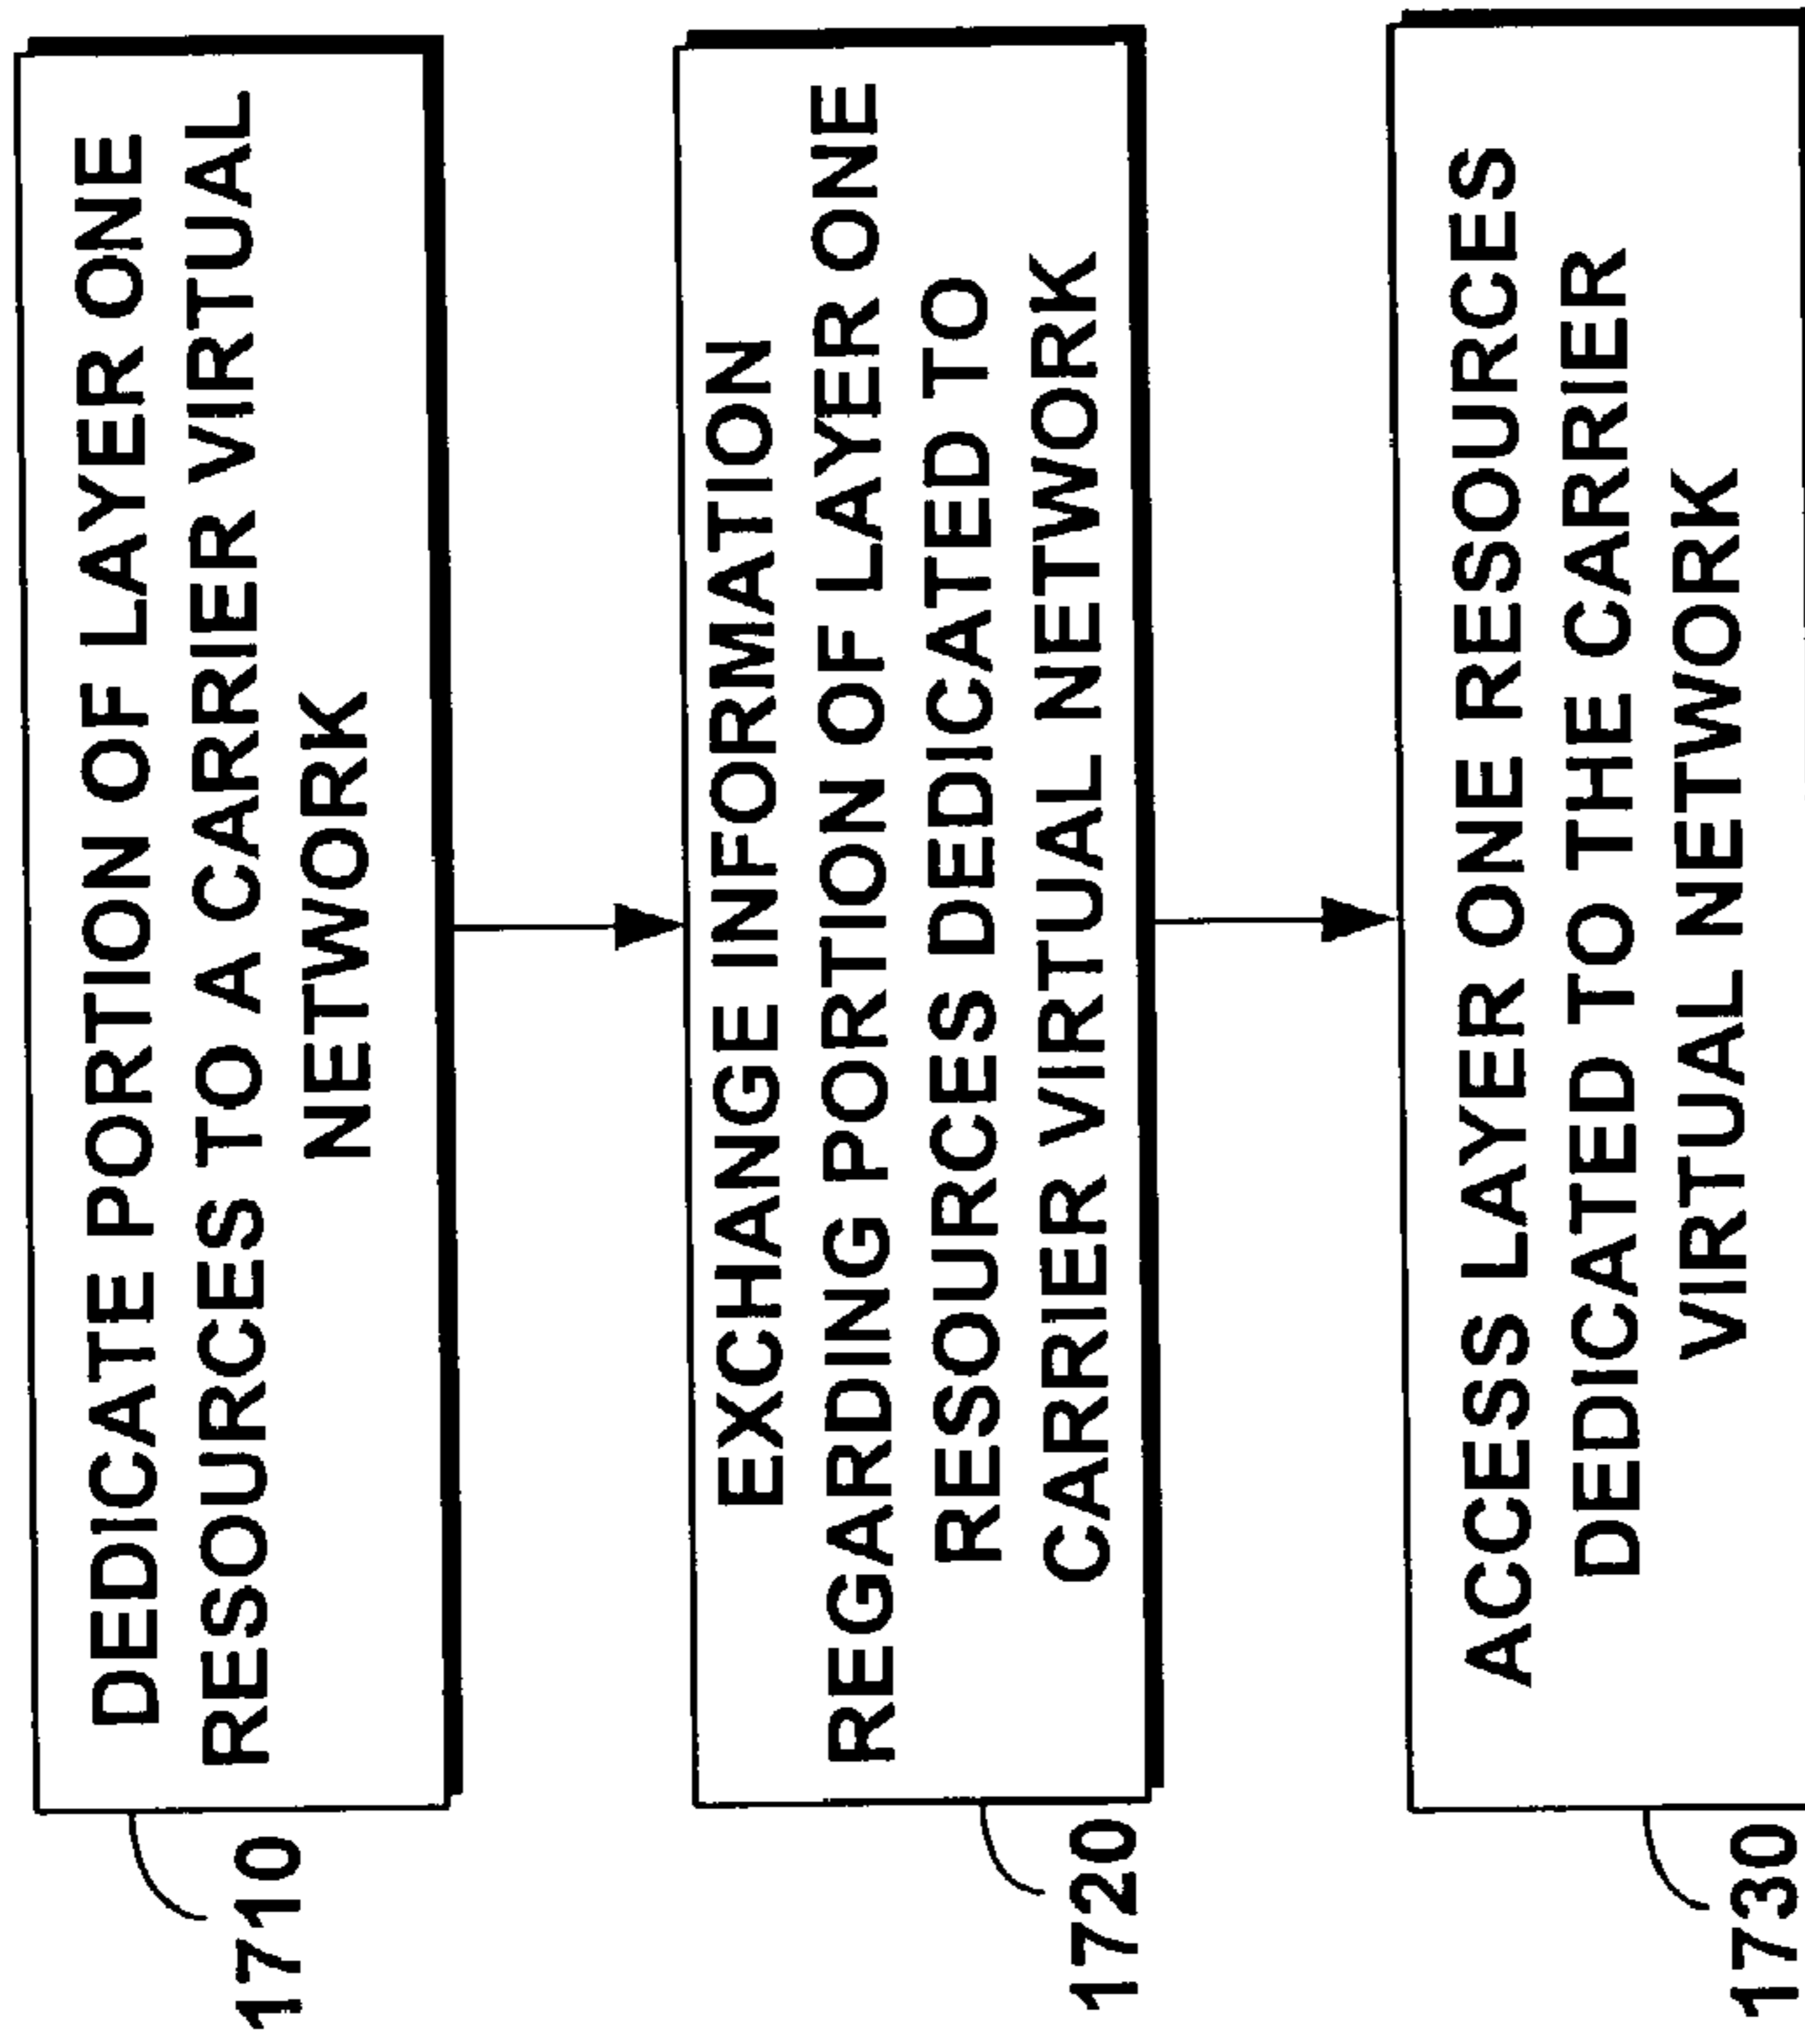 DEDICATE PORTION OF LAYER ONE
RESOURCES TO A CARRIER VIRTUAL
NETWORK
1710
EXCHANGE INFORMATION
REGARDING PORTION OF LAYER ONE
RESOURCES DEDICATED TO
CARRIER VIRTUAL NETWORK
1720
ACCESS LAYER ONE RESOURCES
DEDICATED TO THE CARRIER
VIRTUAL NETWORK
1730